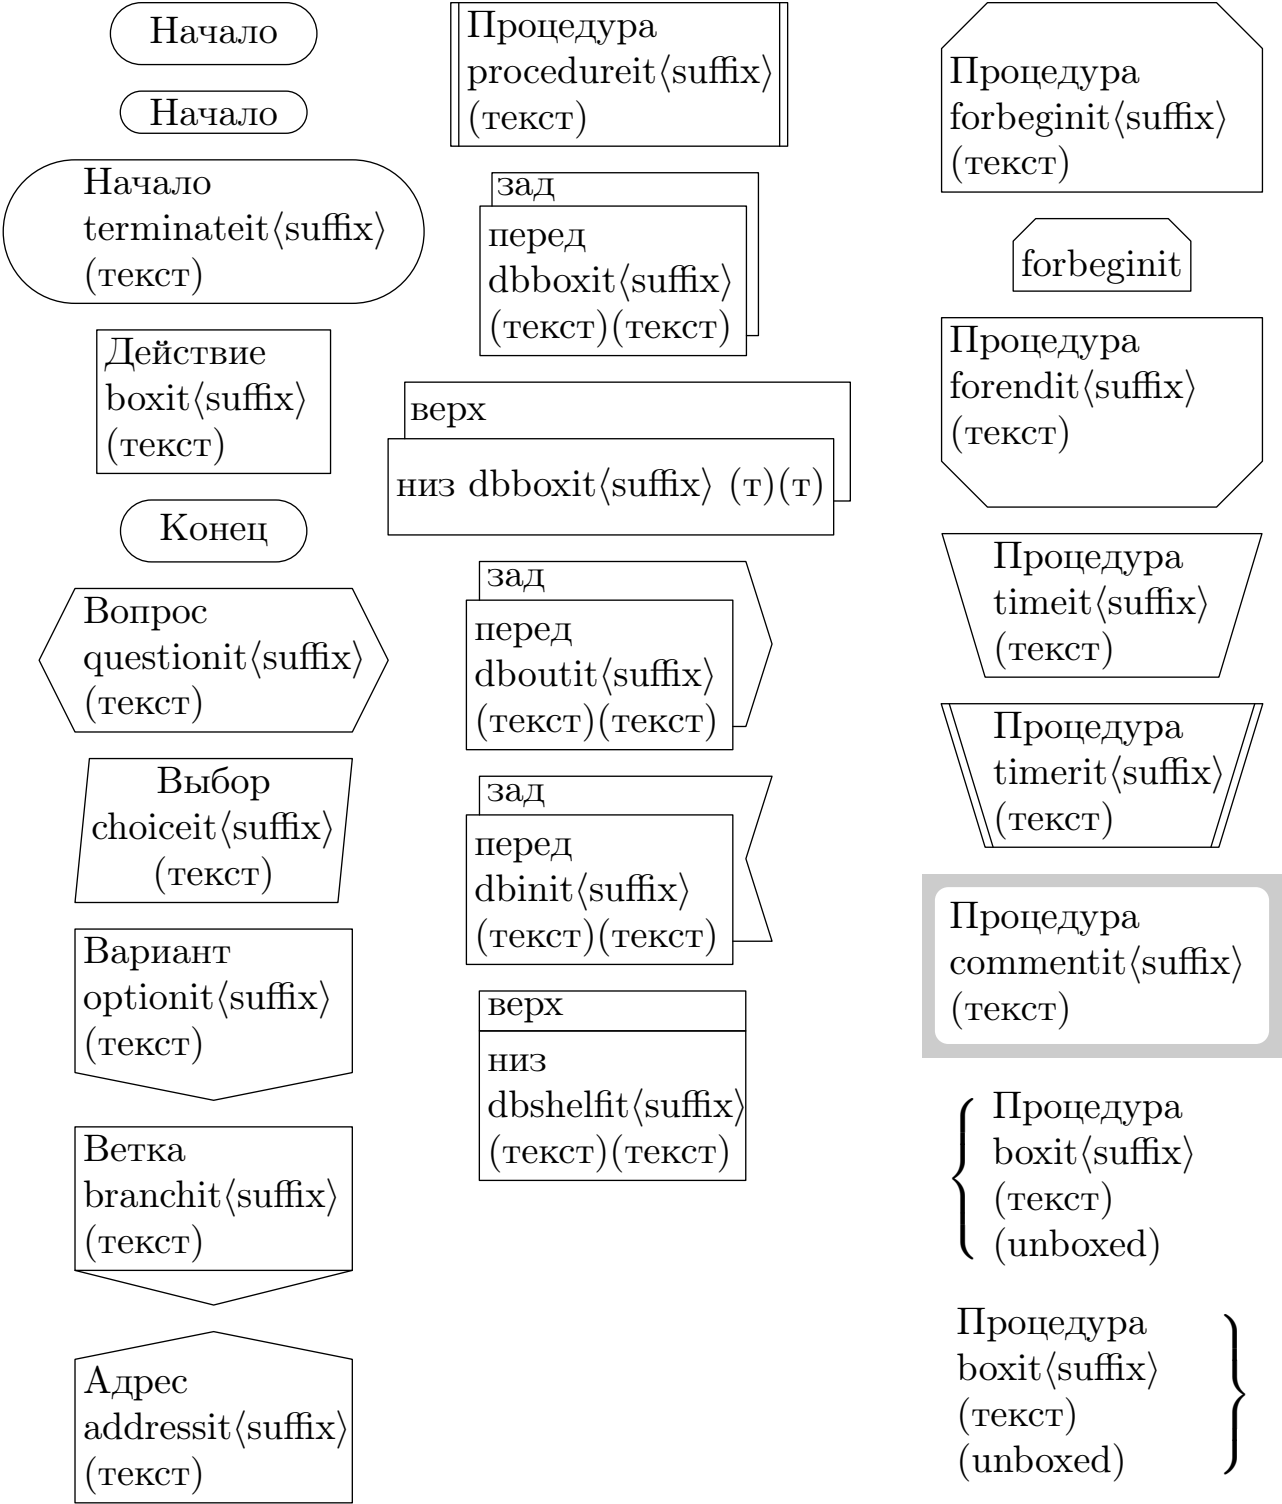 Начало
Начало
Начало
terminateit⟨suffix⟩
(текст)
Действие
boxit⟨suffix⟩
(текст)
Конец
Вопрос
questionit⟨suffix⟩
(текст)
Выбор
choiceit⟨suffix⟩
(текст)
Вариант
optionit⟨suffix⟩
(текст)
Ветка
branchit⟨suffix⟩
(текст)
Адрес
addressit⟨suffix⟩
(текст)
Процедура
procedureit⟨suffix⟩
(текст)
зад
перед
dbboxit⟨suffix⟩
(текст)(текст)
верх
низ dbboxit⟨suffix⟩ (т)(т)
зад
перед
dboutit⟨suffix⟩
(текст)(текст)
зад
перед
dbinit⟨suffix⟩
(текст)(текст)
верх
низ
dbshelfit⟨suffix⟩
(текст)(текст)
Процедура
forbeginit⟨suffix⟩
(текст)
forbeginit
Процедура
forendit⟨suffix⟩
(текст)
Процедура
timeit⟨suffix⟩
(текст)
Процедура
timerit⟨suffix⟩
(текст)
Процедура
commentit⟨suffix⟩
(текст)
Процедура
boxit⟨suffix⟩
(текст)
(unboxed)
Процедура
boxit⟨suffix⟩
(текст)
(unboxed)